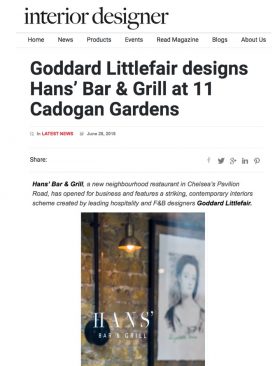 interior designer
Home News Products Events Read Magazine Blogs About Us
Goddard Littlefair designs
Hans’ Bar & Grill at 11
Cadogan Gardens
In LATEST NEWS June 28, 2018
Share:
Hans’ Bar & Grill, a new neighbourhood restaurant in Chelsea’s Pavilion
Road, has opened for business and features a striking, contemporary interiors
scheme created by leading hospitality and F&B designers Goddard Littlefair.
HANS’
BAR & GRILL